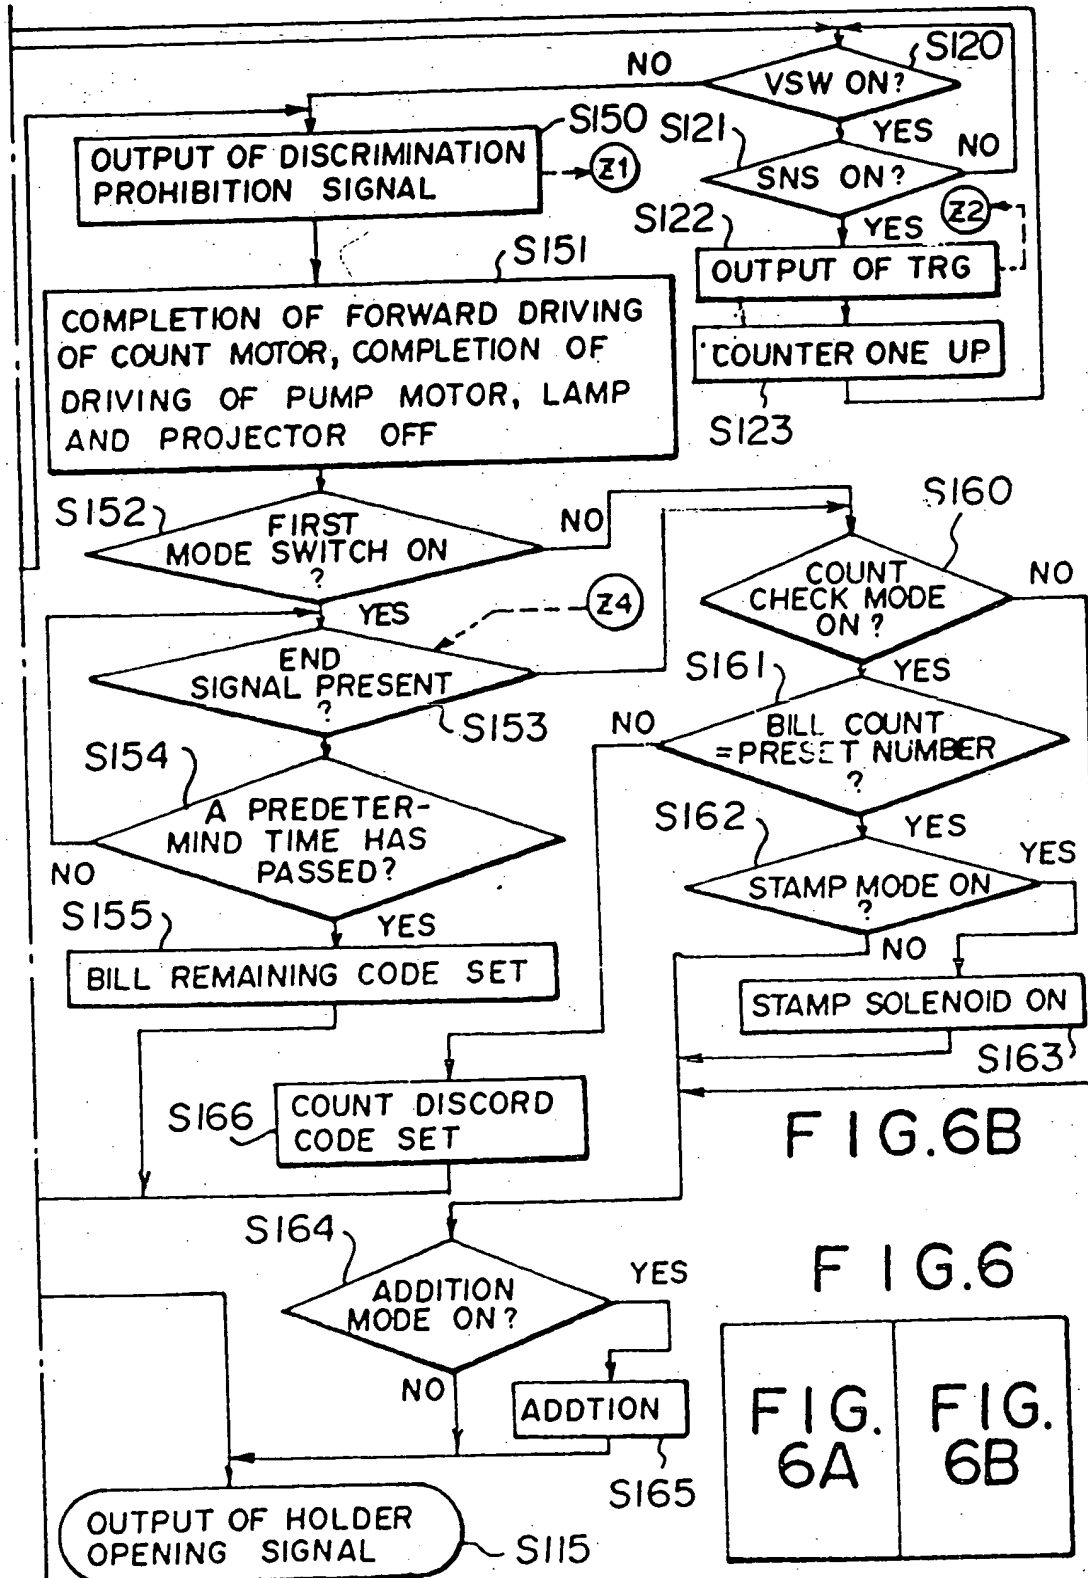 S120
NO
VSW ON?
S150
S121
YES
NO
OUTPUT OF DISCRIMINATION
PROHIBITION SIGNAL
Z1
SNS ON?
S122
YES
Z2
S151
OUTPUT OF TRG
COMPLETION OF FORWARD DRIVING
OF COUNT MOTOR, COMPLETION OF
DRIVING OF PUMP MOTOR, LAMP
AND PROJECTOR OFF
COUNTER ONE UP
S123
S152
FIRST
MODE SWITCH ON
?
NO
S160
COUNT
CHECK MODE
ON?
NO
YES
Z4
END
SIGNAL PRESENT
?
S153
S161
YES
NO
BILL COUNT
=PRESET NUMBER
?
S154
A PREDETER-
MIND TIME HAS
PASSED?
NO
S162
YES
YES
STAMP MODE ON
?
S155
YES
NO
BILL REMAINING CODE SET
STAMP SOLENOID ON
S163
S166
COUNT DISCORD
CODE SET
FIG.6B
S164
ADDITION
MODE ON?
YES
FIG.6
NO
ADDTION
S165
FIG.
6A
FIG.
6B
OUTPUT OF HOLDER
OPENING SIGNAL
S115